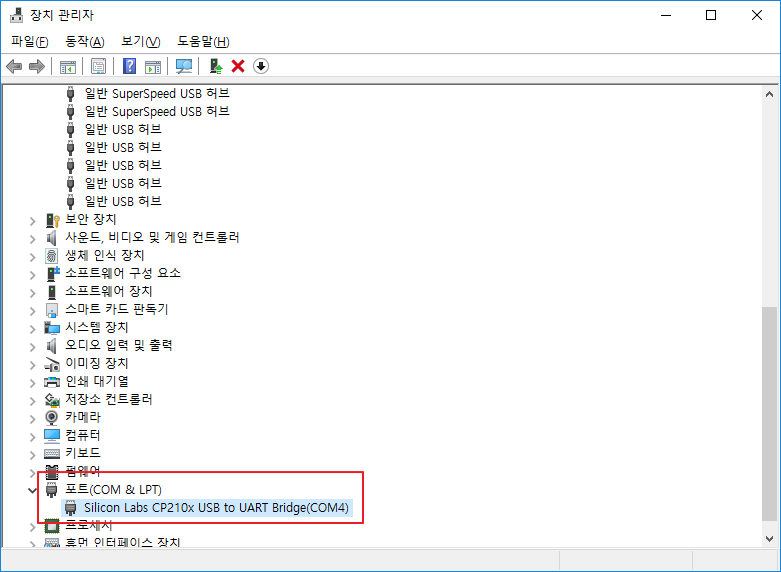 장치 관리자
파일(F) 동작(A) 보기(V) 도움말(H)
일반 SuperSpeed USB 허브
일반 SuperSpeed USB 허브
일반 USB 허브
일반 USB 허브
일반 USB 허브
일반 USB 허브
일반 USB 허브
보안 장치
사운드, 비디오 및 게임 컨트롤러
생체 인식 장치
소프트웨어 구성 요소
소프트웨어 장치
스마트 카드 판독기
시스템 장치
오디오 입력 및 출력
이미징 장치
인쇄 대기열
저장소 컨트롤러
카메라
컴퓨터
키보드
펌웨어
포트(COM & LPT)
Silicon Labs CP210x USB to UART Bridge(COM4)
프로세서
휴먼 인터페이스 장치